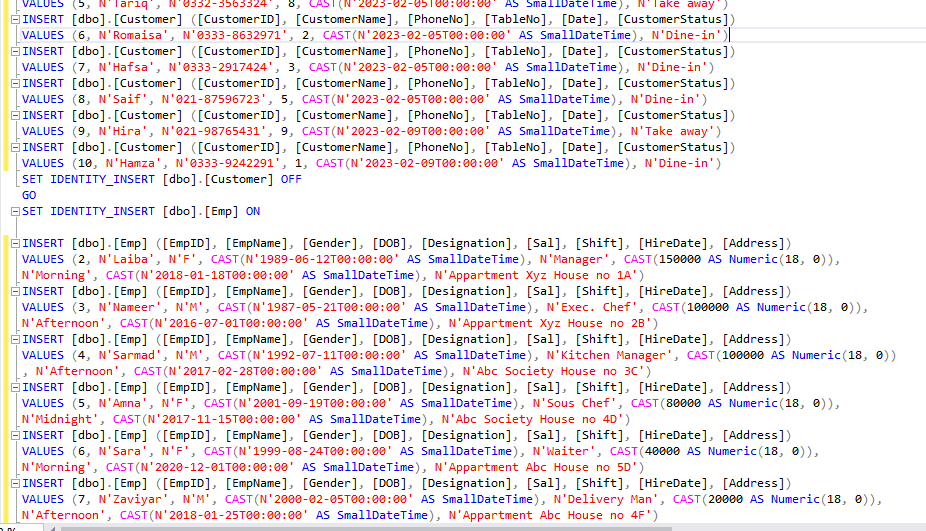 VALUES (5, N'Tariq', N'0332-3563324', 8, CAST(N'2023-02-05T00:00:00' AS SmallDateTime), N'Take away')
INSERT [dbo].[Customer] ([CustomerID], [CustomerName], [PhoneNo], [TableNo], [Date], [CustomerStatus])
VALUES (6, N'Romaisa', N'0333-8632971', 2, CAST(N'2023-02-05T00:00:00' AS SmallDateTime), N'Dine-in')
INSERT [dbo].[Customer] ([CustomerID], [CustomerName], [PhoneNo], [TableNo], [Date], [CustomerStatus])
VALUES (7, N'Hafsa', N'0333-2917424', 3, CAST(N'2023-02-05T00:00:00' AS SmallDateTime), N'Dine-in')
INSERT [dbo].[Customer] ([CustomerID], [CustomerName], [PhoneNo], [TableNo], [Date], [CustomerStatus])
VALUES (8, N'Saif', N'021-87596723', 5, CAST(N'2023-02-05T00:00:00' AS SmallDateTime), N'Dine-in')
INSERT [dbo].[Customer] ([CustomerID], [CustomerName], [PhoneNo], [TableNo], [Date], [CustomerStatus])
VALUES (9, N'Hira', N'021-98765431', 9, CAST(N'2023-02-09T00:00:00' AS SmallDateTime), N'Take away')
INSERT [dbo].[Customer] ([CustomerID], [CustomerName], [PhoneNo], [TableNo], [Date], [CustomerStatus])
VALUES (10, N'Hamza', N'0333-9242291', 1, CAST(N'2023-02-09T00:00:00' AS SmallDateTime), N'Dine-in')
SET IDENTITY_INSERT [dbo].[Customer] OFF
GO
SET IDENTITY_INSERT [dbo].[Emp] ON
INSERT [dbo].[Emp] ([EmpID], [EmpName], [Gender], [DOB], [Designation], [Sal], [Shift], [HireDate], [Address])
VALUES (2, N'Laiba', N'F', CAST(N'1989-06-12T00:00:00' AS SmallDateTime), N'Manager', CAST(150000 AS Numeric(18, 0)),
N'Morning', CAST(N'2018-01-18T00:00:00' AS SmallDateTime), N'Appartment Xyz House no 1A')
INSERT [dbo].[Emp] ([EmpID], [EmpName], [Gender], [DOB], [Designation], [Sal], [Shift], [HireDate], [Address])
VALUES (3, N'Nameer', N'M', CAST(N'1987-05-21T00:00:00' AS SmallDateTime), N'Exec. Chef', CAST(100000 AS Numeric(18, 0)),
N'Afternoon', CAST(N'2016-07-01T00:00:00' AS SmallDateTime), N'Appartment Xyz House no 2B')
INSERT [dbo].[Emp] ([EmpID], [EmpName], [Gender], [DOB], [Designation], [Sal], [Shift], [HireDate], [Address])
VALUES (4, N'Sarmad', N'M', CAST(N'1992-07-11T00:00:00' AS SmallDateTime), N'Kitchen Manager', CAST(100000 AS Numeric(18, 0))
, N'Afternoon', CAST(N'2017-02-28T00:00:00' AS SmallDateTime), N'Abc Society House no 3C')
INSERT [dbo].[Emp] ([EmpID], [EmpName], [Gender], [DOB], [Designation], [Sal], [Shift], [HireDate], [Address])
VALUES (5, N'Amna', N'F', CAST(N'2001-09-19T00:00:00' AS SmallDateTime), N'Sous Chef', CAST(80000 AS Numeric(18, 0)),
N'Midnight', CAST(N'2017-11-15T00:00:00' AS SmallDateTime), N'Abc Society House no 4D')
INSERT [dbo].[Emp] ([EmpID], [EmpName], [Gender], [DOB], [Designation], [Sal], [Shift], [HireDate], [Address])
VALUES (6, N'Sara', N'F', CAST(N'1999-08-24T00:00:00' AS SmallDateTime), N'Waiter', CAST(40000 AS Numeric(18, 0)),
N'Morning', CAST(N'2020-12-01T00:00:00' AS SmallDateTime), N'Appartment Abc House no 5D')
INSERT [dbo].[Emp] ([EmpID], [EmpName], [Gender], [DOB], [Designation], [Sal], [Shift], [HireDate], [Address])
VALUES (7, N'Zaviyar', N'M', CAST(N'2000-02-05T00:00:00' AS SmallDateTime), N'Delivery Man', CAST(20000 AS Numeric(18, 0)),
N'Afternoon', CAST(N'2018-01-25T00:00:00' AS SmallDateTime), N'Appartment Abc House no 4F')